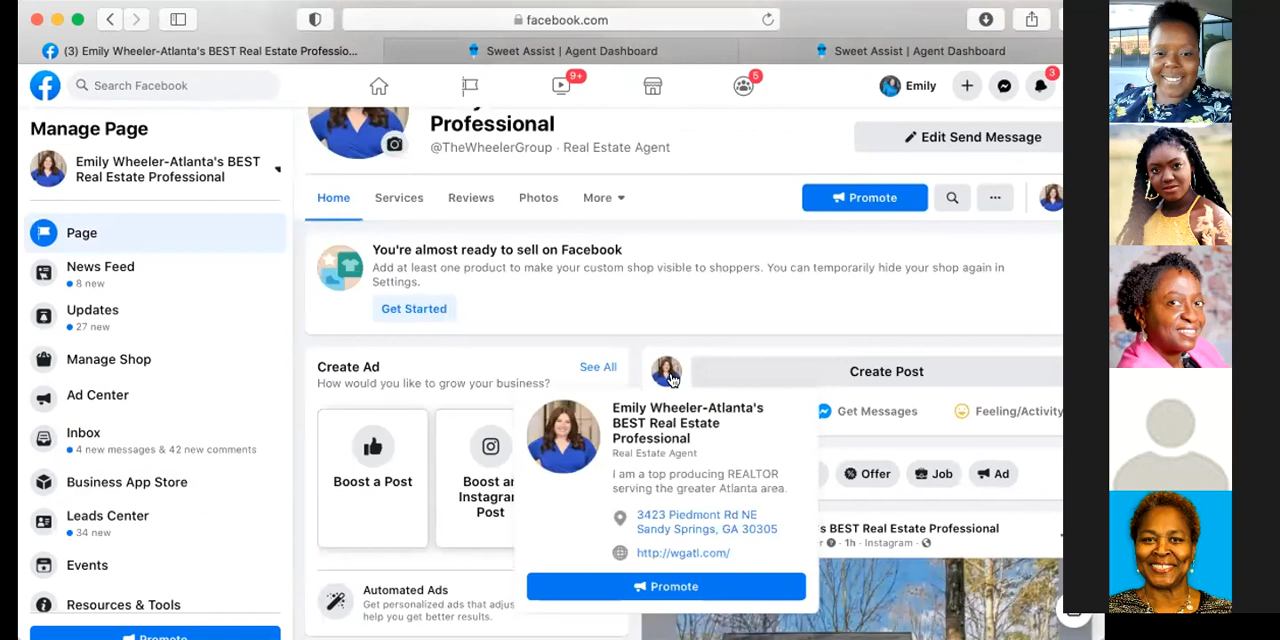 facebook.com
(3) Emily Wheeler-Atlanta's BEST Real Estate Professio...
Sweet Assist | Agent Dashboard
Sweet Assist | Agent Dashboard
Search Facebook
9+
5
Emily
3
Manage Page
Emily Wheeler-Atlanta's BEST
Real Estate Professional
Page
News Feed
8 new
Updates
27 new
Manage Shop
Ad Center
Inbox
4 new messages & 42 new comments
Business App Store
Leads Center
34 new
Events
Resources & Tools
Promote
Professional
@TheWheelerGroup · Real Estate Agent
Edit Send Message
Home
Services
Reviews
Photos
More
Promote
You're almost ready to sell on Facebook
Add at least one product to make your custom shop visible to shoppers. You can temporarily hide your shop again in
Settings.
Get Started
Create Ad
See All
How would you like to grow your business?
Boost a Post
Boost an
Instagram
Post
Automated Ads
Get personalized ads that adjus
help you get better results.
Create Post
Get Messages
Feeling/Activity
Offer
Job
Ad
Emily Wheeler-Atlanta's
BEST Real Estate
Professional
Real Estate Agent
I am a top producing REALTOR
serving the greater Atlanta area.
3423 Piedmont Rd NE
Sandy Springs, GA 30305
http://wgatl.com/
Promote
's BEST Real Estate Professional
1h · Instagram ·